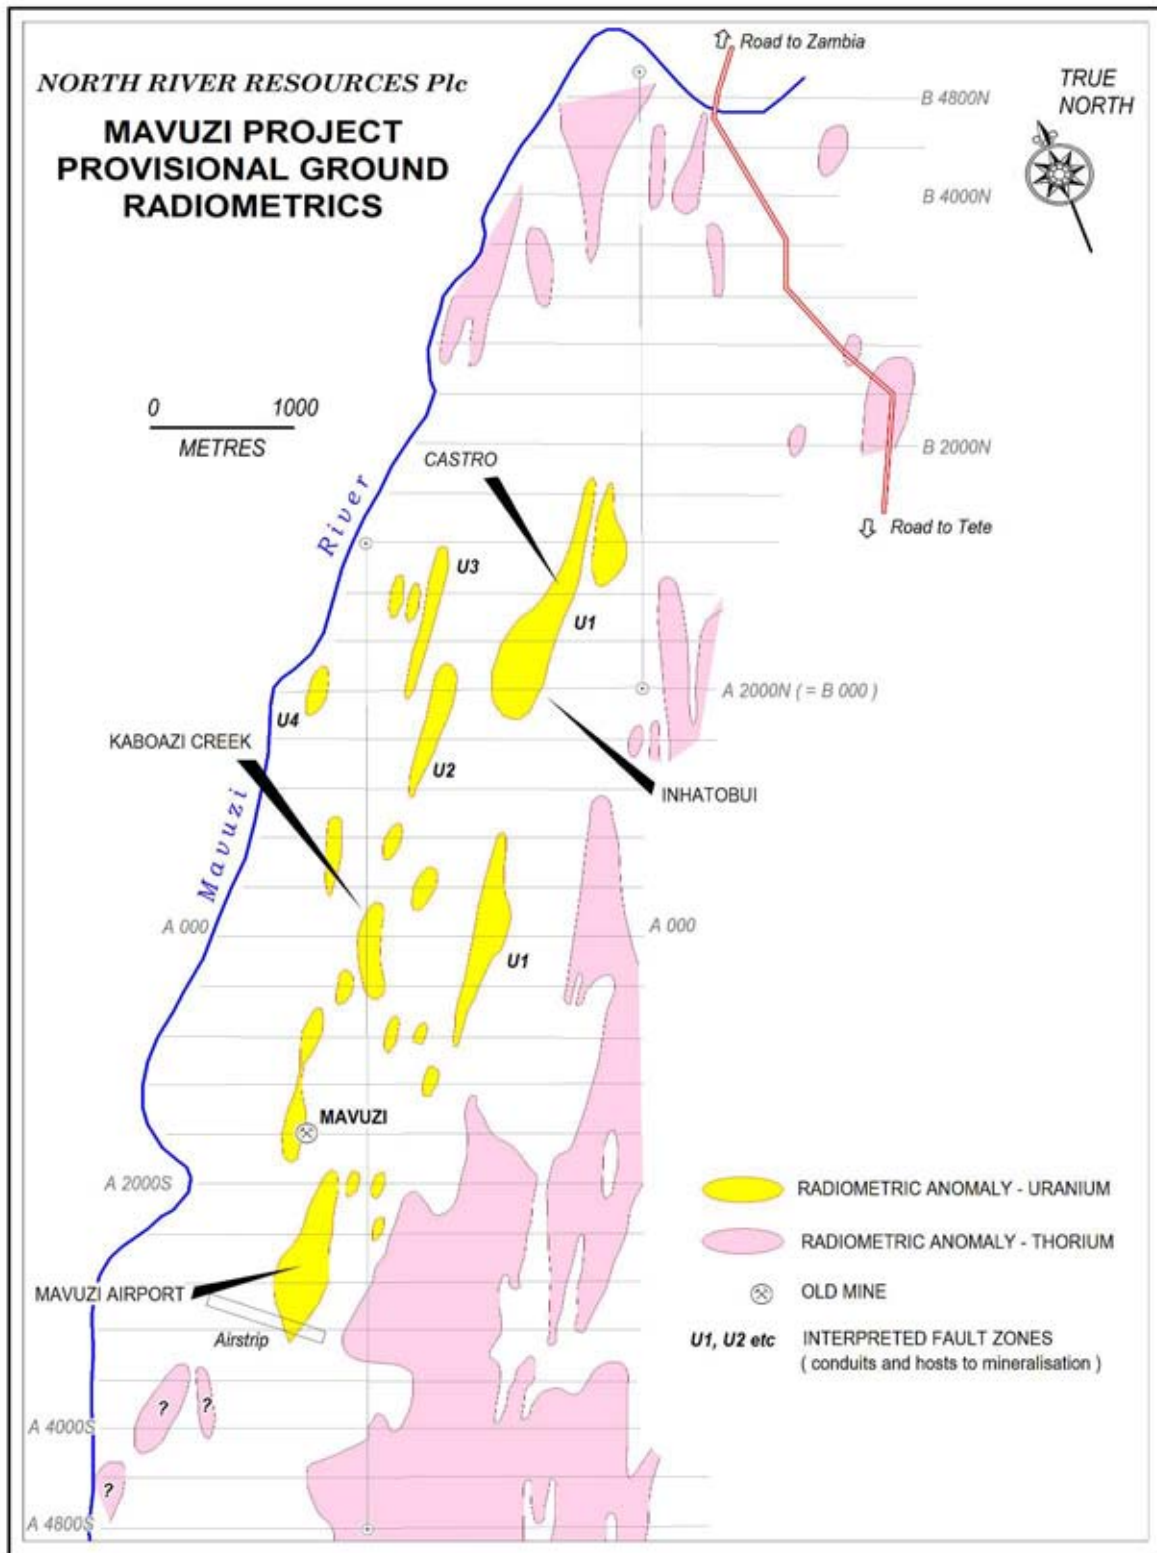 NORTH RIVER RESOURCES Plc
MAVUZI PROJECT
PROVISIONAL GROUND
RADIOMETRICS
Road to Zambia
TRUE
NORTH
B 4800N
B 4000N
0 1000
METRES
B 2000N
CASTRO
Road to Tete
River
U3
U1
A 2000N ( = B 000 )
U4
KABOAZI CREEK
U2
INHATOBUI
Mavuzi
A 000
A 000
U1
MAVUZI
A 2000S
RADIOMETRIC ANOMALY - URANIUM
RADIOMETRIC ANOMALY - THORIUM
MAVUZI AIRPORT
OLD MINE
Airstrip
U1, U2 etc INTERPRETED FAULT ZONES
( conduits and hosts to mineralisation )
? ?
A 4000S
?
A 4800S